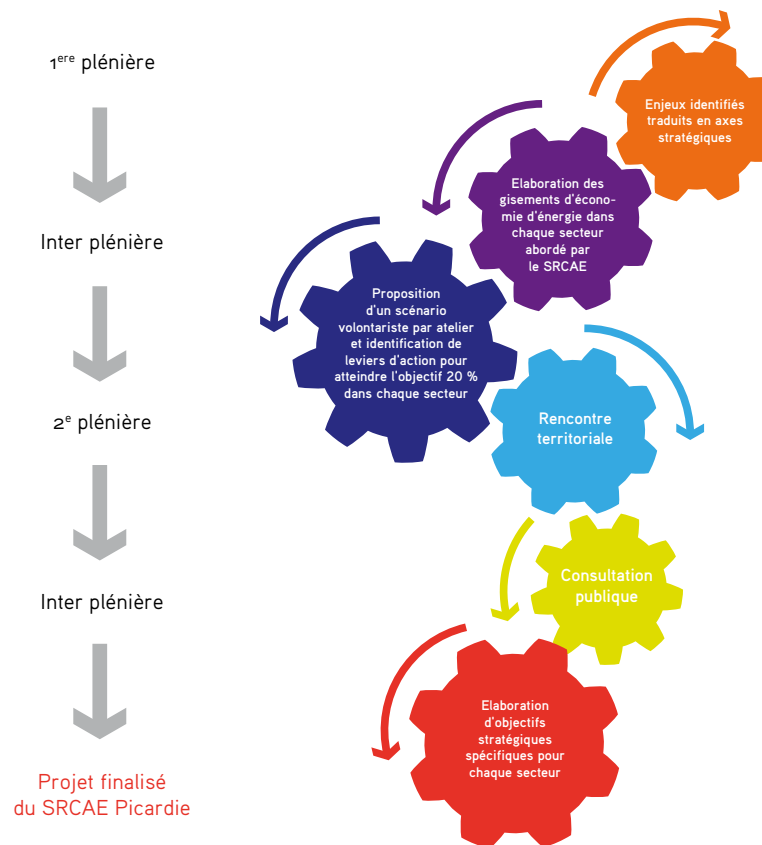 1ere plénière
Inter plénière
2e plénière
Inter plénière
Projet finalisé
du SRCAE Picardie
Enjeux identifiés
traduits en axes
stratégiques
Elaboration des
gisements d'écono-
mie d'énergie dans
chaque secteur
abordé par
le SRCAE
Proposition
d'un scénario
volontariste par atelier
et identification de
leviers d'action pour
atteindre l'objectif 20 %
dans chaque secteur
Rencontre
territoriale
Consultation
publique
Elaboration
d'objectifs
stratégiques
spécifiques pour
chaque secteur